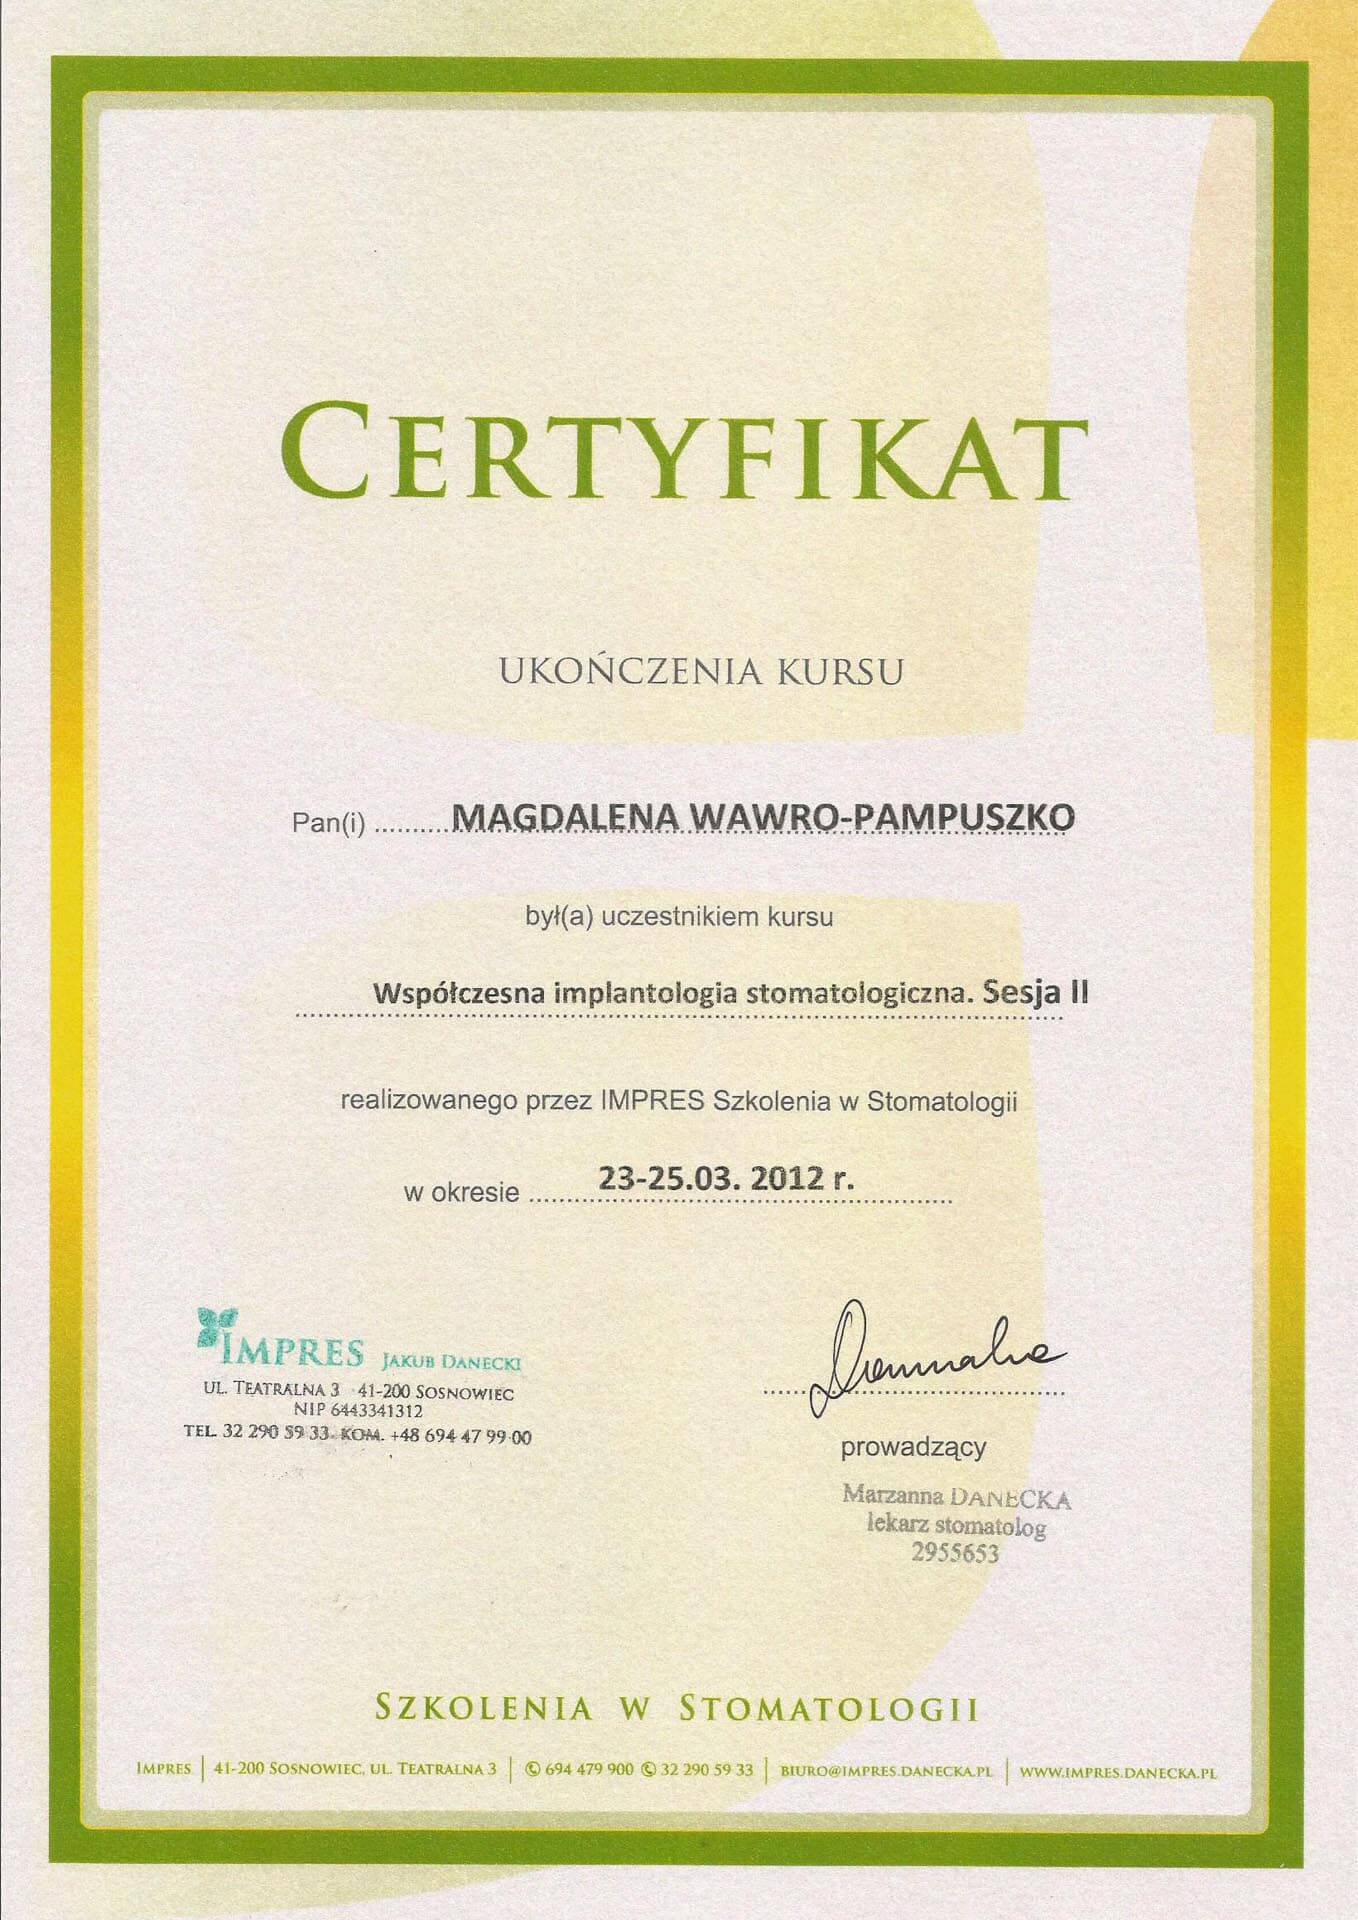 CERTYFIKAT
UKOŃCZENIA KURSU
Pan(i) ..........MAGDALENA WAWRO-PAMPUSZKO
był(a) uczestnikiem kursu
Współczesna implantologia stomatologiczna. Sesja II
realizowanego przez IMPRES Szkolenia w Stomatologii
w okresie ..........23-25.03. 2012 r.
IMPRES JAKUB DANECKI
UL. TEATRALNA 3 41-200 SOSNOWIEC
NIP 6443341312
TEL. 32 290 59 33 KOM. +48 694 47 99 00
prowadzący
Marzanna DANECKA
lekarz stomatolog
2955653
SZKOLENIA W STOMATOLOGII
IMPRES | 41-200 SOSNOWIEC, UL. TEATRALNA 3 | ✆ 694 479 900 ✆ 32 290 59 33 | BIURO@IMPRES.DANECKA.PL | WWW.IMPRES.DANECKA.PL